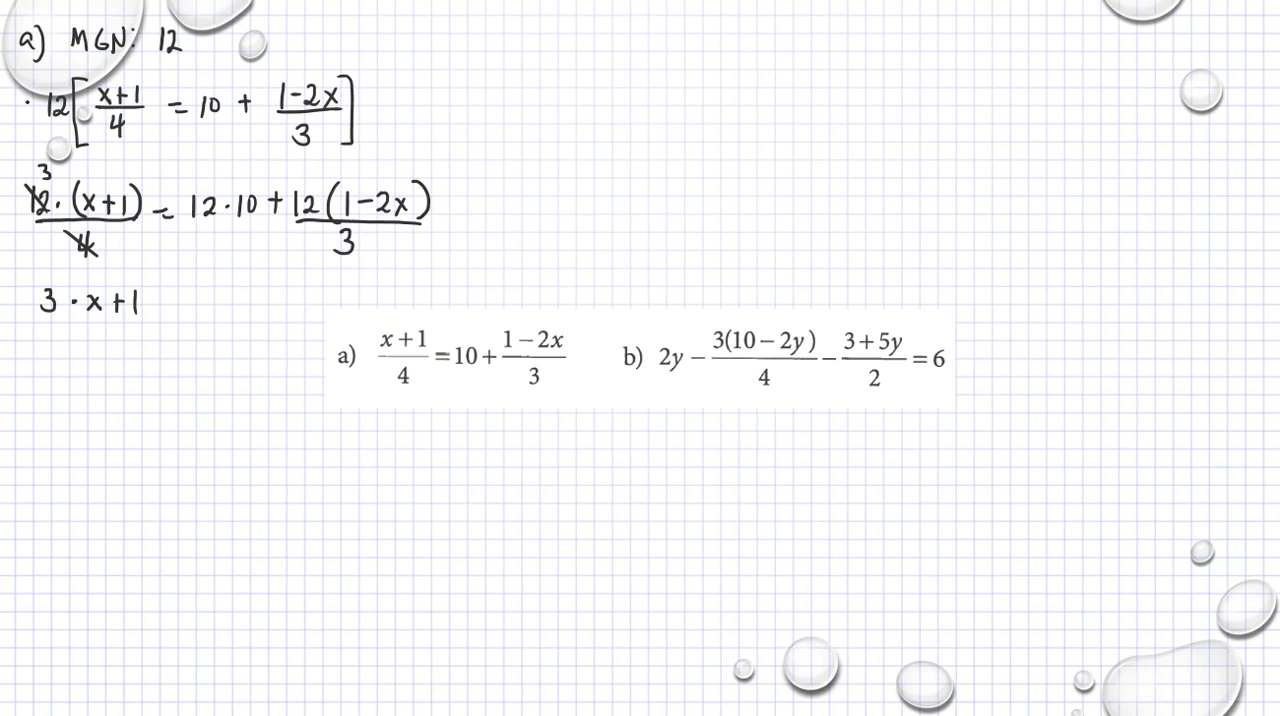 a) MGN: 12
· 12[(x+1)/4 = 10 + (1-2x)/3]
3
12·(x+1)/4 = 12·10 + 12(1-2x)/3
3 · x+1
a) (x+1)/4 = 10 + (1-2x)/3 b) 2y - 3(10-2y)/4 - (3+5y)/2 = 6